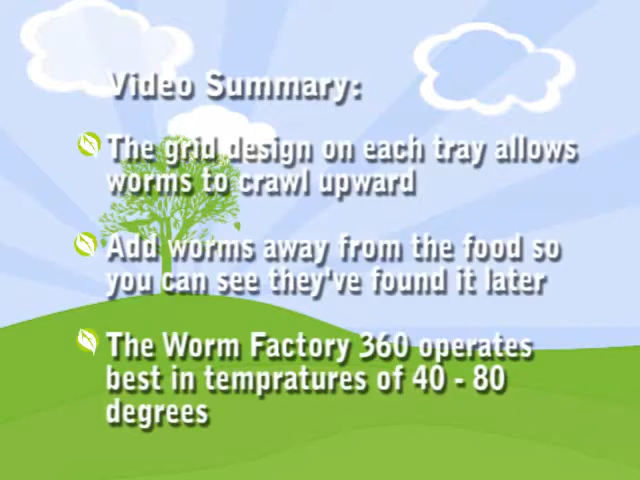 Video Summary:
The grid design on each tray allows
worms to crawl upward
Add worms away from the food so
you can see they've found it later
The Worm Factory 360 operates
best in tempratures of 40 - 80
degrees